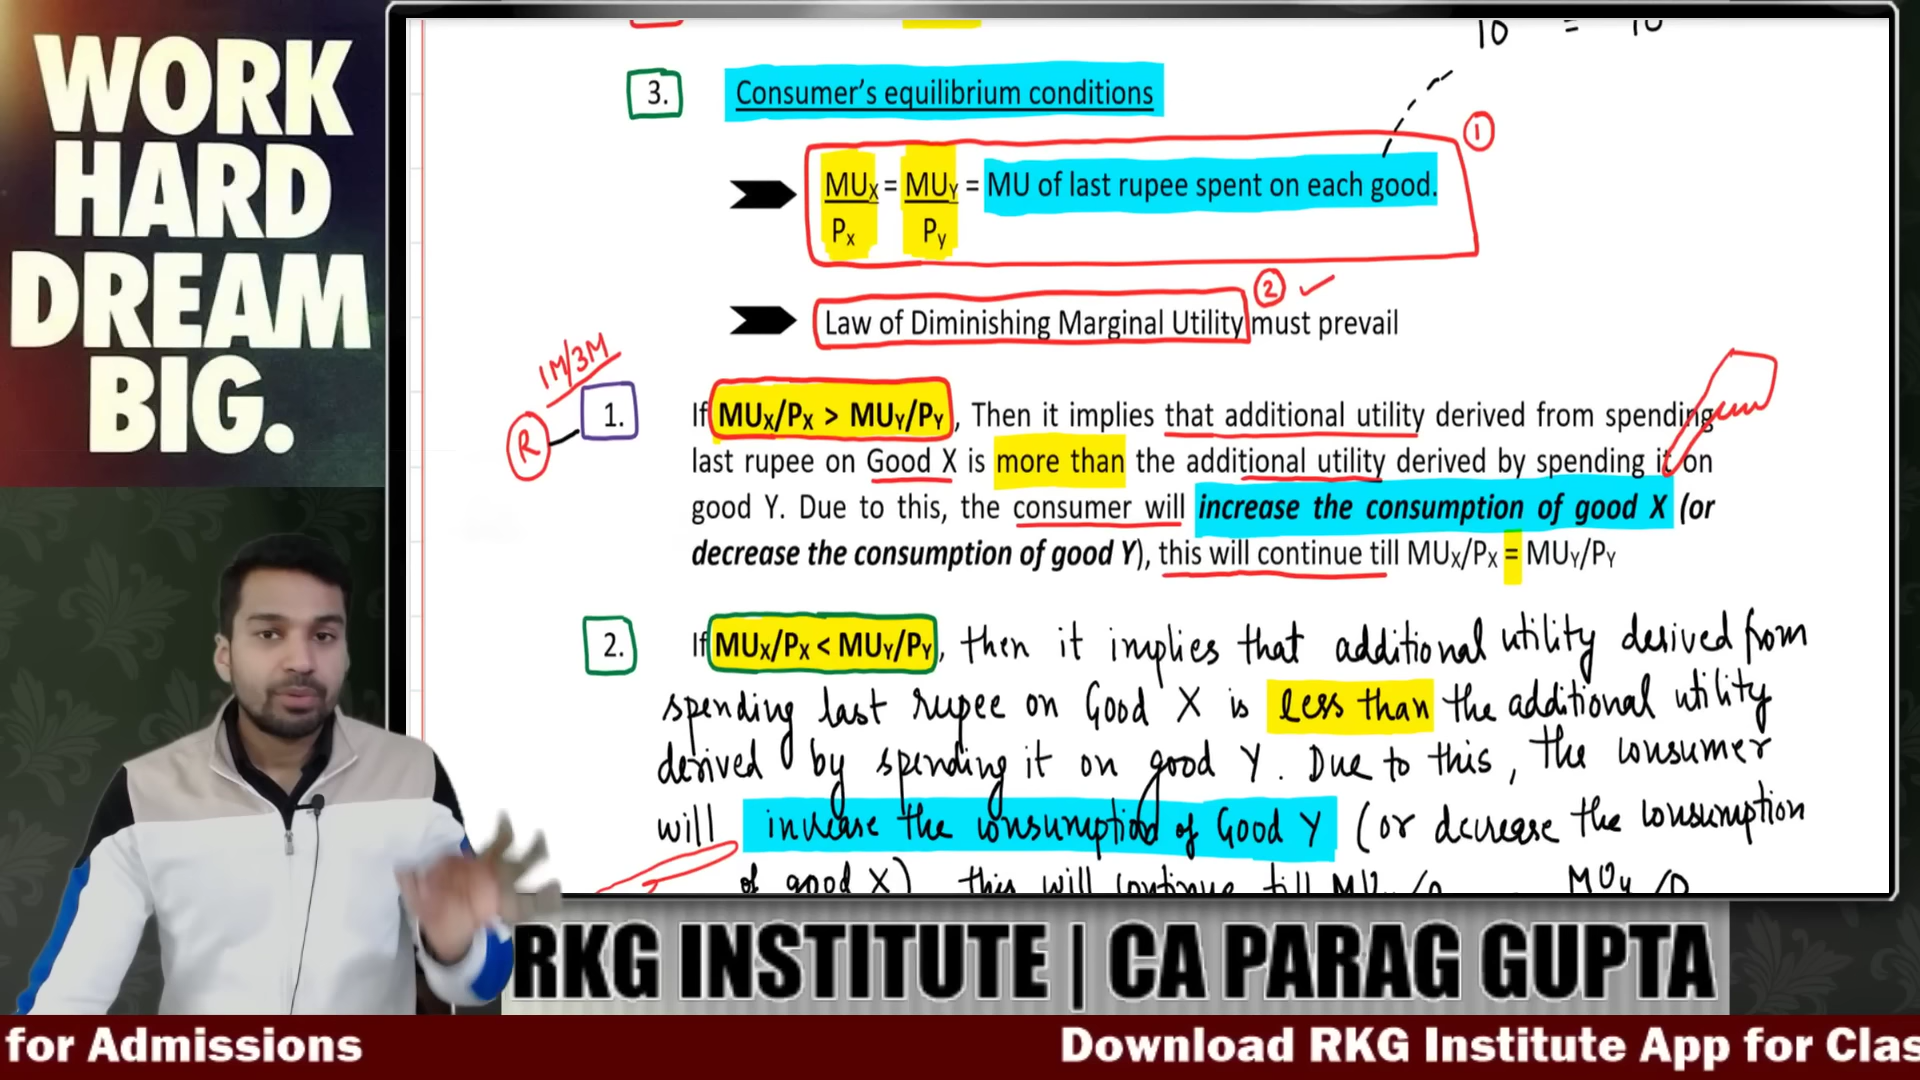 WORK
HARD
DREAM
BIG.
10 = 10
3. Consumer's equilibrium conditions
1
MUX = MUY = MU of last rupee spent on each good.
Px Py
2
Law of Diminishing Marginal Utility must prevail
1M/3M
R
1. If MUX/PX > MUY/PY, Then it implies that additional utility derived from spending
last rupee on Good X is more than the additional utility derived by spending it on
good Y. Due to this, the consumer will increase the consumption of good X (or
decrease the consumption of good Y), this will continue till MUX/PX = MUY/PY
2. If MUX/PX < MUY/PY, then it implies that additional utility derived from
spending last rupee on Good X is less than the additional utility
derived by spending it on good Y. Due to this, the consumer
will increase the consumption of Good Y (or decrease the consumption
of good X) this will continue till
RKG INSTITUTE | CA PARAG GUPTA
for Admissions
Download RKG Institute App for Clas